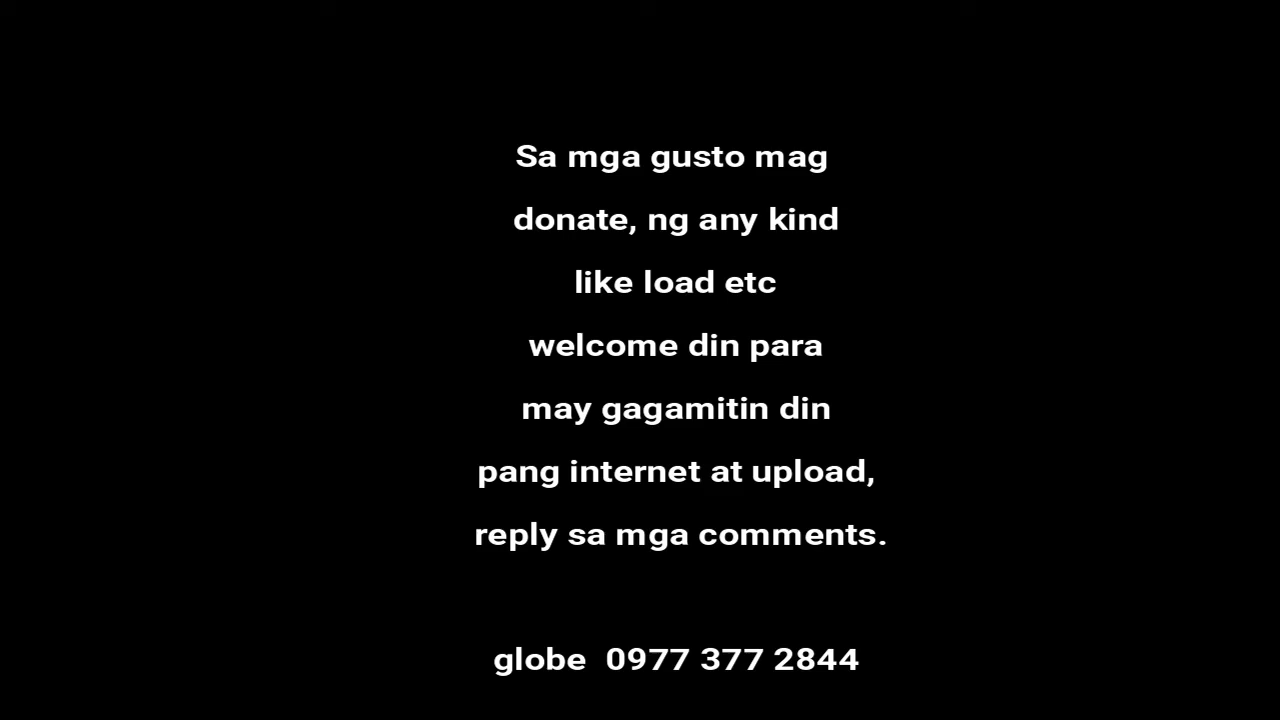 Sa mga gusto mag
donate, ng any kind
like load etc
welcome din para
may gagamitin din
pang internet at upload,
reply sa mga comments.
globe 0977 377 2844